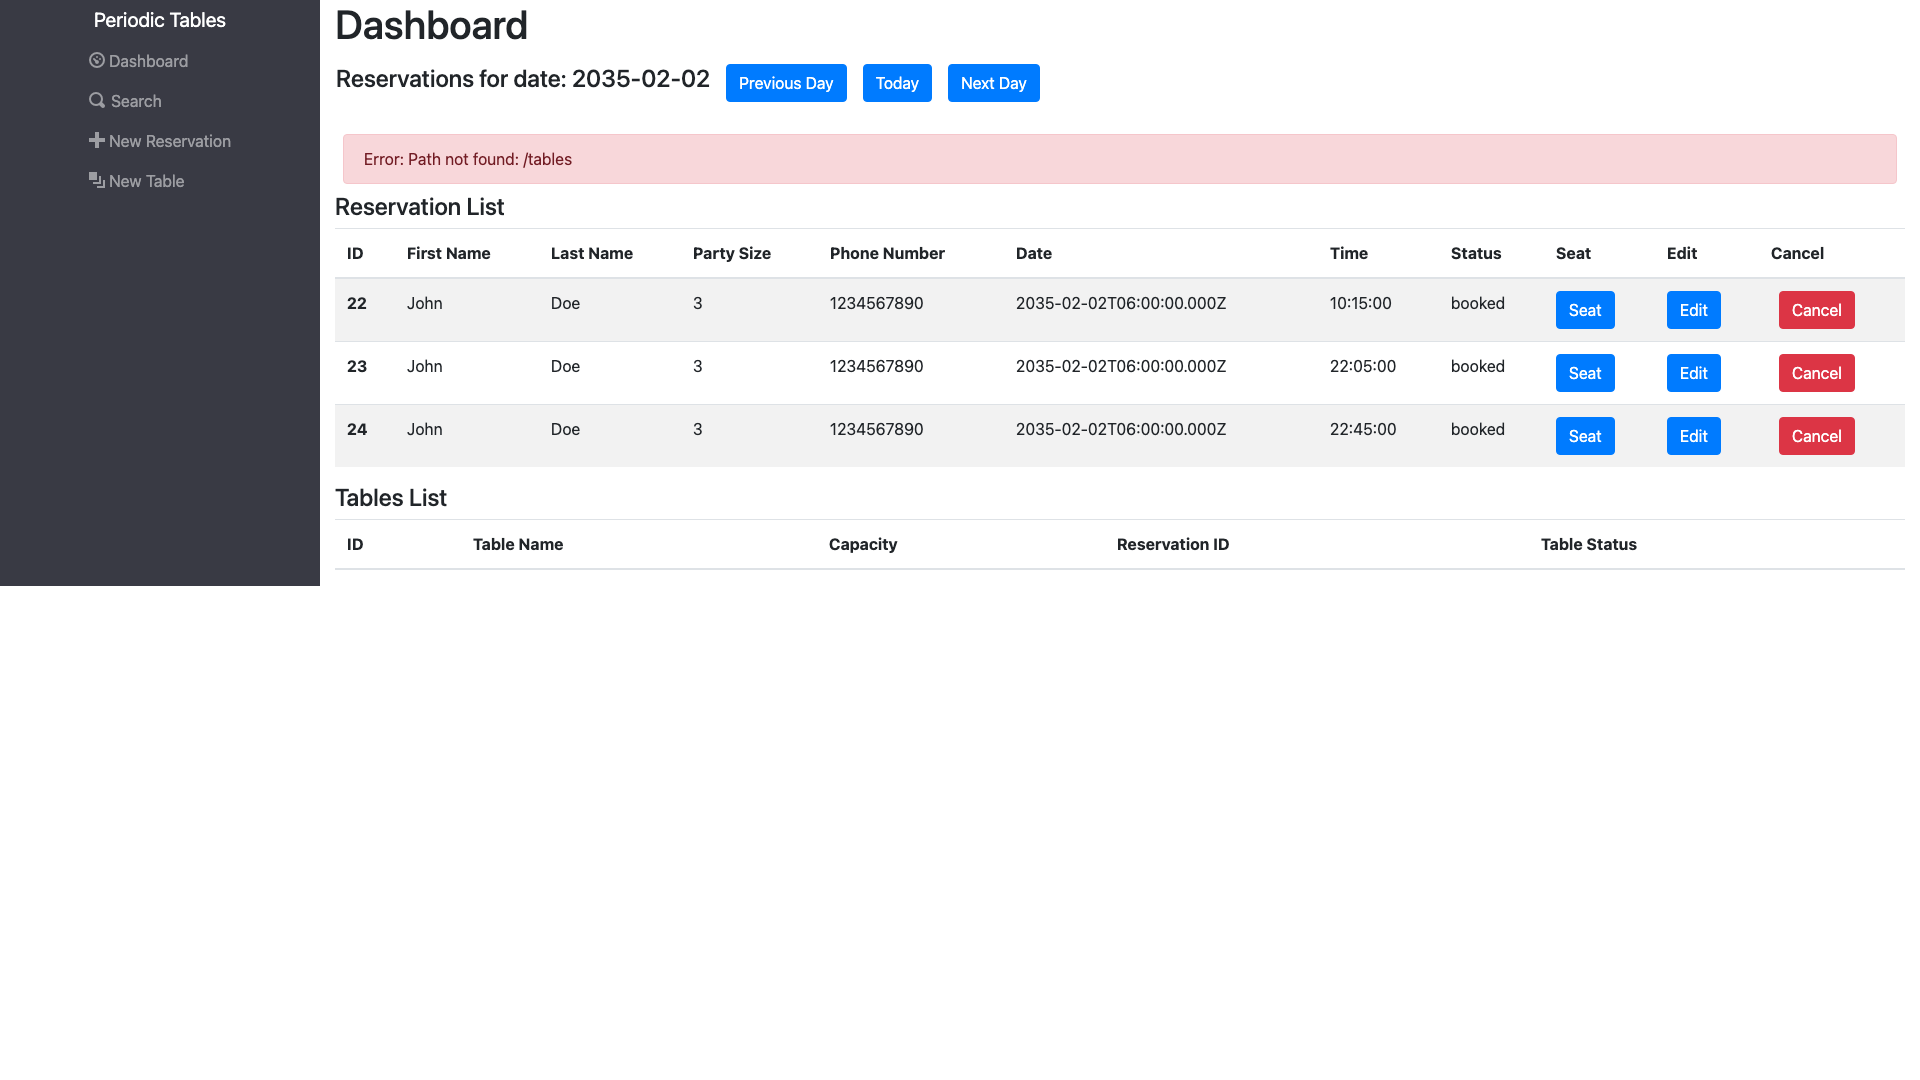 Periodic Tables
Dashboard
Search
New Reservation
New Table
Dashboard
Reservations for date: 2035-02-02 Previous Day Today Next Day
Error: Path not found: /tables
Reservation List
ID First Name Last Name Party Size Phone Number Date Time Status Seat Edit Cancel
22 John Doe 3 1234567890 2035-02-02T06:00:00.000Z 10:15:00 booked Seat Edit Cancel
23 John Doe 3 1234567890 2035-02-02T06:00:00.000Z 22:05:00 booked Seat Edit Cancel
24 John Doe 3 1234567890 2035-02-02T06:00:00.000Z 22:45:00 booked Seat Edit Cancel
Tables List
ID Table Name Capacity Reservation ID Table Status